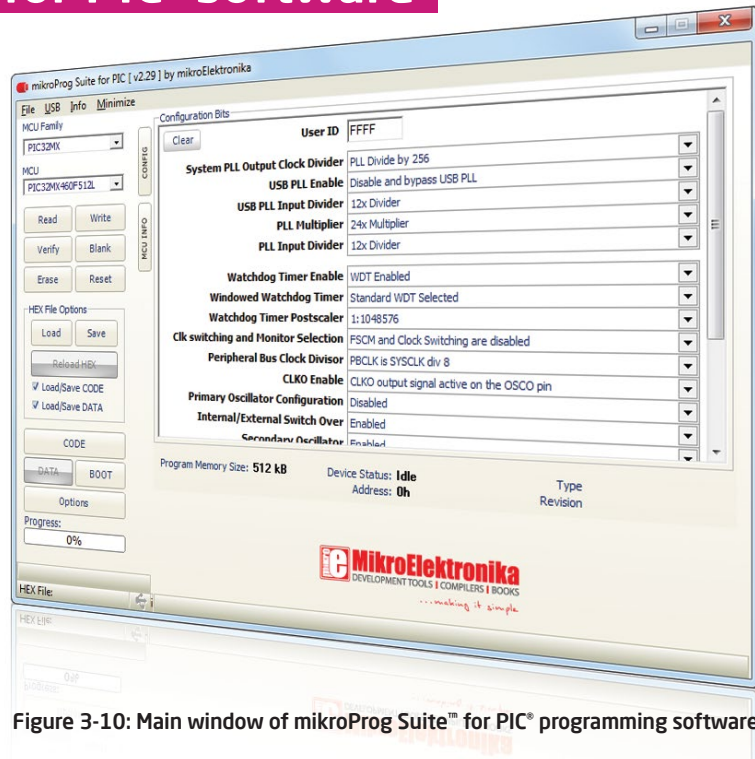 for PIC® software
mikroProg Suite for PIC [ v2.29 ] by mikroElektronika
File USB Info Minimize
MCU Family
PIC32MX
MCU
PIC32MX460F512L
Read Write
Verify Blank
Erase Reset
HEX File Options
Load Save
Reload HEX
Load/Save CODE
Load/Save DATA
CODE
DATA BOOT
Options
Progress:
0%
HEX File:
CONFIG
MCU INFO
Configuration Bits
Clear
User ID FFFF
System PLL Output Clock Divider PLL Divide by 256
USB PLL Enable Disable and bypass USB PLL
USB PLL Input Divider 12x Divider
PLL Multiplier 24x Multiplier
PLL Input Divider 12x Divider
Watchdog Timer Enable WDT Enabled
Windowed Watchdog Timer Standard WDT Selected
Watchdog Timer Postscaler 1:1048576
Clk switching and Monitor Selection FSCM and Clock Switching are disabled
Peripheral Bus Clock Divisor PBCLK is SYSCLK div 8
CLKO Enable CLKO output signal active on the OSCO pin
Primary Oscillator Configuration Disabled
Internal/External Switch Over Enabled
Secondary Oscillator Enabled
Program Memory Size: 512 kB
Device Status: Idle
Address: 0h
Type
Revision
mikro
MikroElektronika
DEVELOPMENT TOOLS | COMPILERS | BOOKS
...making it simple
Figure 3-10: Main window of mikroProg Suite™ for PIC® programming software